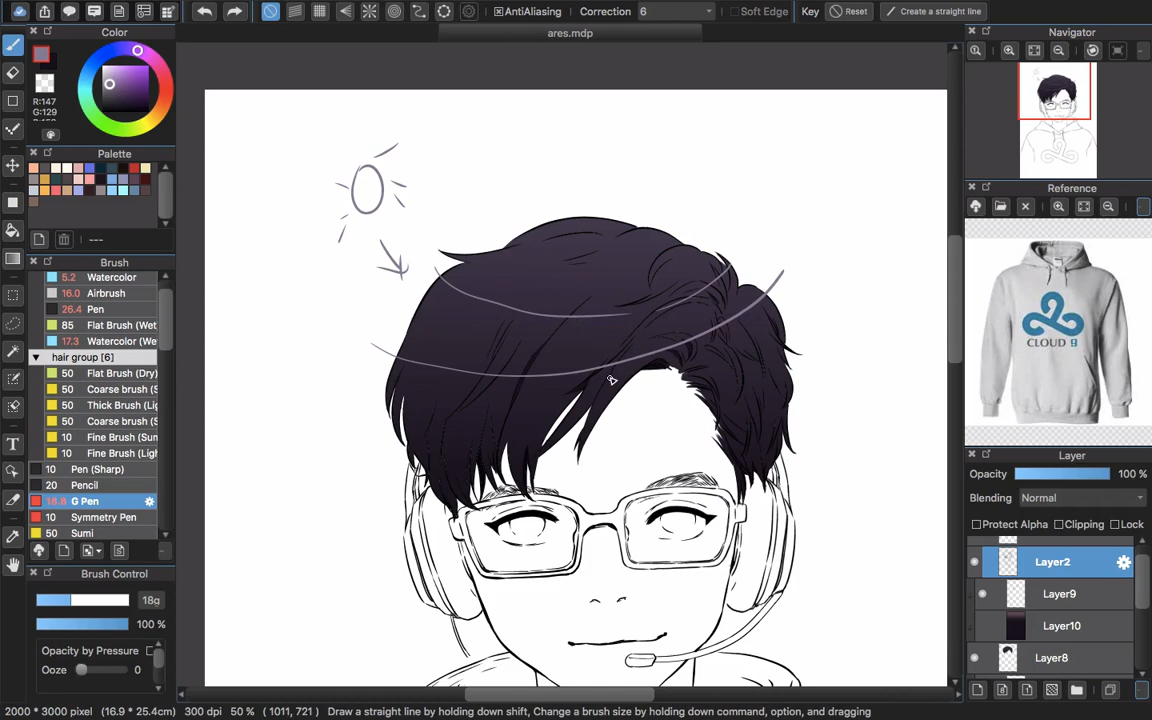 AntiAliasing Correction 6 Soft Edge Key Reset Create a straight line
ares.mdp
Color
R:147
G:129
Palette
---
Brush
5.2 Watercolor
16.0 Airbrush
26.4 Pen
85 Flat Brush (Wet
17.3 Watercolor (Wet
hair group [6]
50 Flat Brush (Dry)
50 Coarse brush (S
50 Thick Brush (Lig
50 Coarse brush (S
10 Fine Brush (Sum
10 Fine Brush (Ligh
10 Pen (Sharp)
20 Pencil
18.8 G Pen
10 Symmetry Pen
50 Sumi
Brush Control
18g
100 %
Opacity by Pressure
Ooze 0
Navigator
Reference
CLOUD 9
Layer
Opacity 100 %
Blending Normal
Protect Alpha Clipping Lock
Layer2
Layer9
Layer10
Layer8
2000 * 3000 pixel (16.9 * 25.4cm) 300 dpi 50 % ( 1011, 721 ) Draw a straight line by holding down shift, Change a brush size by holding down command, option, and dragging